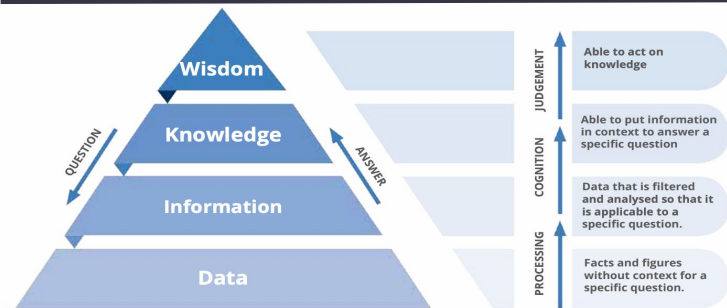 Wisdom
Knowledge
Information
Data
QUESTION
ANSWER
JUDGEMENT
COGNITION
PROCESSING
Able to act on
knowledge
Able to put information
in context to answer a
specific question
Data that is filtered
and analysed so that it
is applicable to a
specific question.
Facts and figures
without context for a
specific question.